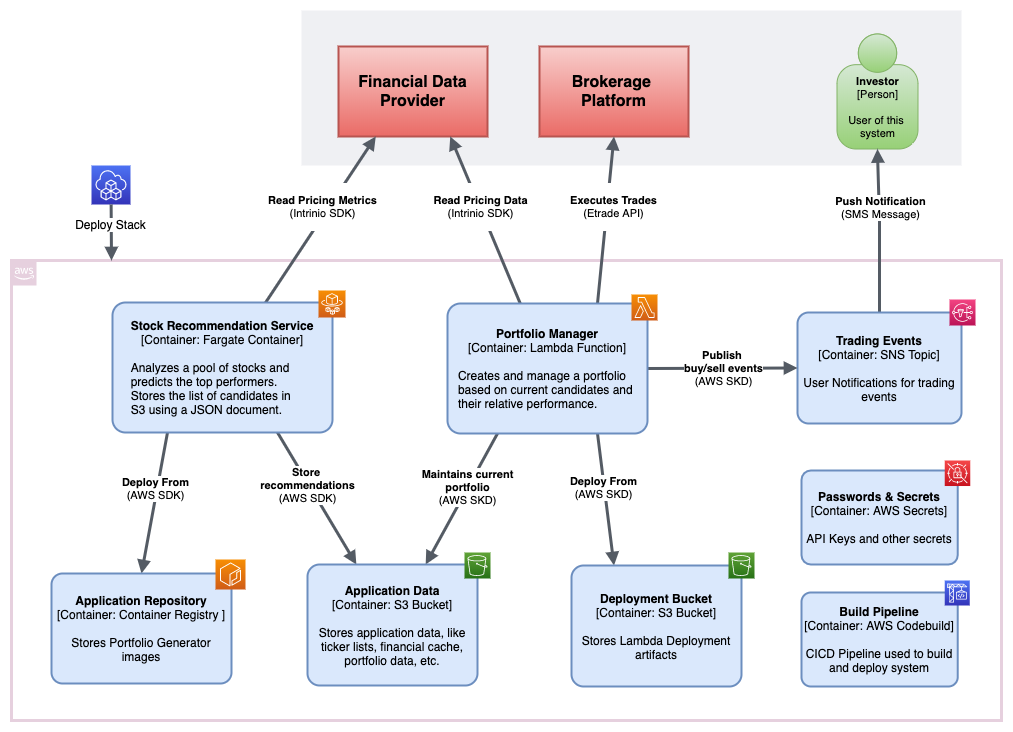 Financial Data
Provider
Brokerage
Platform
Investor
[Person]
User of this
system
Read Pricing Metrics
(Intrinio SDK)
Read Pricing Data
(Intrinio SDK)
Executes Trades
(Etrade API)
Push Notification
(SMS Message)
Deploy Stack
aws
Stock Recommendation Service
[Container: Fargate Container]
Analyzes a pool of stocks and
predicts the top performers.
Stores the list of candidates in
S3 using a JSON document.
Portfolio Manager
[Container: Lambda Function]
Creates and manage a portfolio
based on current candidates and
their relative performance.
Publish
buy/sell events
(AWS SKD)
Trading Events
[Container: SNS Topic]
User Notifications for trading
events
Deploy From
(AWS SDK)
Store
recommendations
(AWS SDK)
Maintains current
portfolio
(AWS SKD)
Deploy From
(AWS SKD)
Passwords & Secrets
[Container: AWS Secrets]
API Keys and other secrets
Application Repository
[Container: Container Registry ]
Stores Portfolio Generator
images
Application Data
[Container: S3 Bucket]
Stores application data, like
ticker lists, financial cache,
portfolio data, etc.
Deployment Bucket
[Container: S3 Bucket]
Stores Lambda Deployment
artifacts
Build Pipeline
[Container: AWS Codebuild]
CICD Pipeline used to build
and deploy system